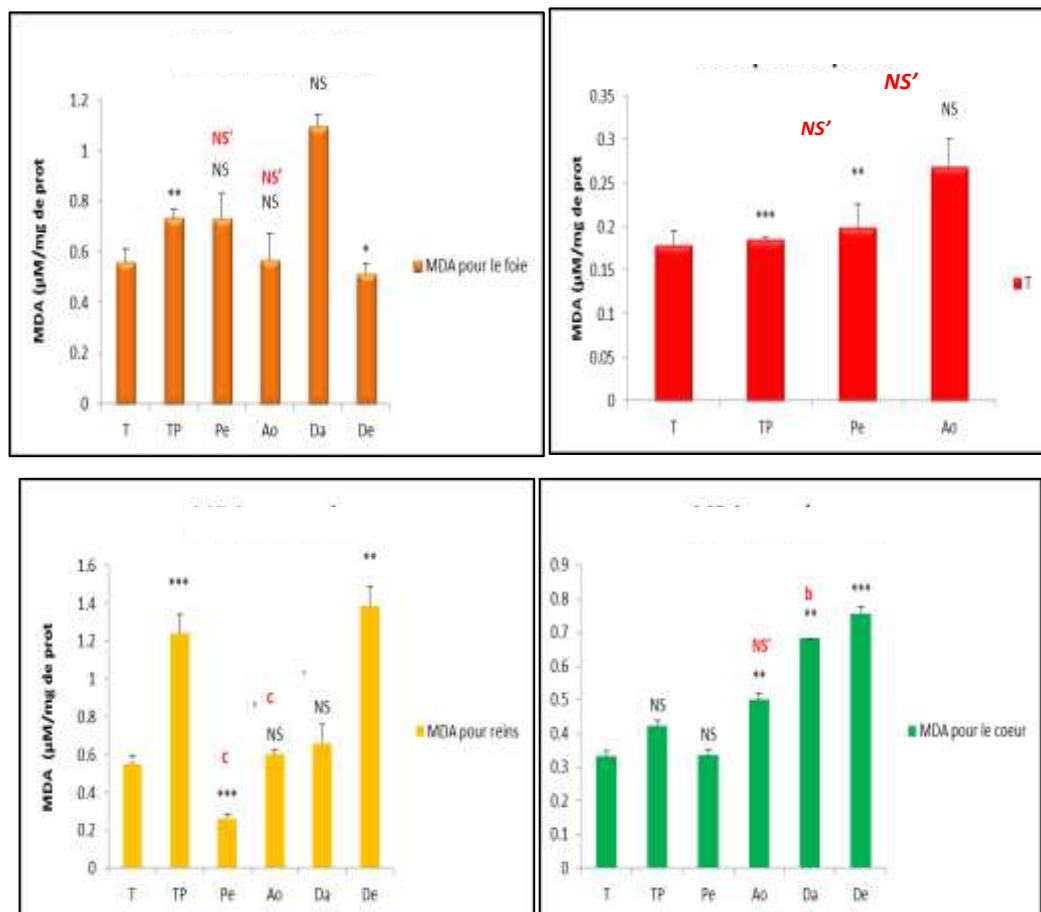 NS
1.2
NS'
1
NS'
NS
**
NS
0.8
*
0.6
MDA pour le foie
0.4
0.2
0
MDA (µM/mg de prot
T TP Pe Ao Da De
NS'
0.35
NS
NS'
0.3
**
0.25
***
0.2
0.15
T
0.1
0.05
0
MDA (µM/mg de prot
T TP Pe Ao
1.6
**
***
1.4
1.2
1
c
0.8
NS
NS
MDA pour reins
0.6
c
0.4
***
0.2
0
MDA (µM/mg de prot
T TP Pe Ao Da De
0.9
***
b
0.8
**
0.7
NS'
0.6
**
NS
0.5
NS
MDA pour le coeur
0.4
0.3
0.2
0.1
0
T TP Pe Ao Da De